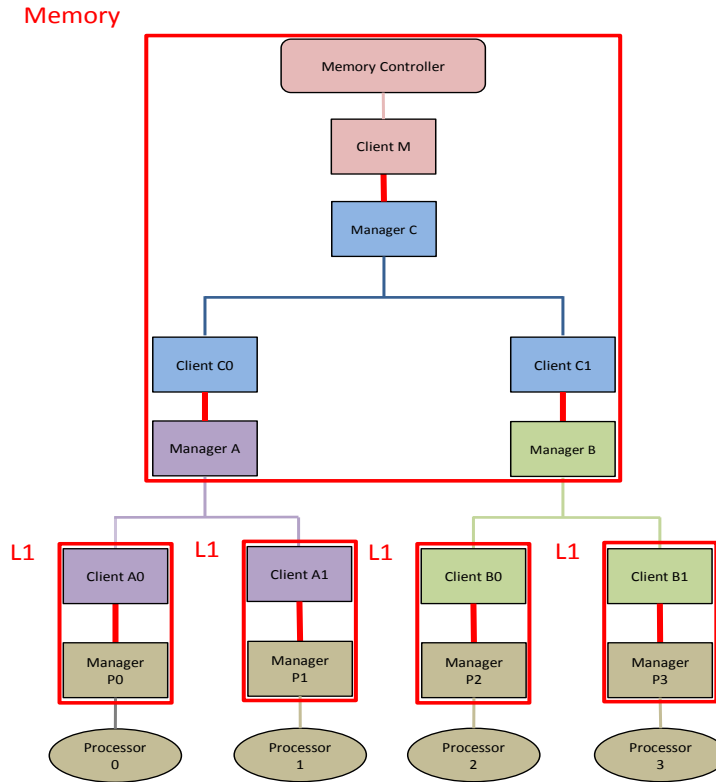 Memory
Memory Controller
Client M
Manager C
Client C0
Client C1
Manager A
Manager B
L1
L1
L1
L1
Client A0
Client A1
Client B0
Client B1
Manager
P0
Manager
P1
Manager
P2
Manager
P3
Processor
0
Processor
1
Processor
2
Processor
3